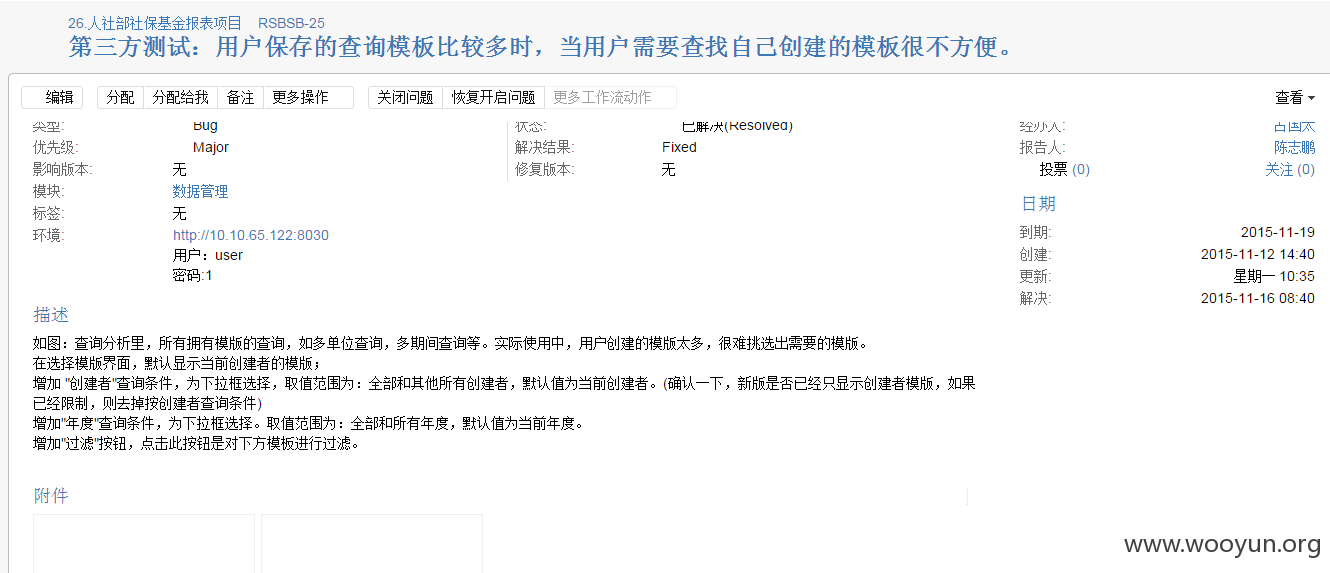 26.人社部社保基金报表项目 RSBSB-25
第三方测试：用户保存的查询模板比较多时，当用户需要查找自己创建的模板很不方便。
编辑 分配 分配给我 备注 更多操作 关闭问题 恢复开启问题 更多工作流动作 查看
类型: Bug 状态: 已解决(Resolved) 经办人: 古国太
优先级: Major 解决结果: Fixed 报告人: 陈志鹏
影响版本: 无 修复版本: 无 投票 (0) 关注 (0)
模块: 数据管理
标签: 无 日期
环境: http://10.10.65.122:8030 到期: 2015-11-19
用户：user 创建: 2015-11-12 14:40
密码:1 更新: 星期一 10:35
解决: 2015-11-16 08:40
描述
如图：查询分析里，所有拥有模版的查询，如多单位查询，多期间查询等。实际使用中，用户创建的模版太多，很难挑选出需要的模版。
在选择模版界面，默认显示当前创建者的模版；
增加 "创建者"查询条件，为下拉框选择，取值范围为：全部和其他所有创建者，默认值为当前创建者。(确认一下，新版是否已经只显示创建者模版，如果
已经限制，则去掉按创建者查询条件)
增加"年度"查询条件，为下拉框选择。取值范围为：全部和所有年度，默认值为当前年度。
增加"过滤"按钮，点击此按钮是对下方模板进行过滤。
附件
www.wooyun.org